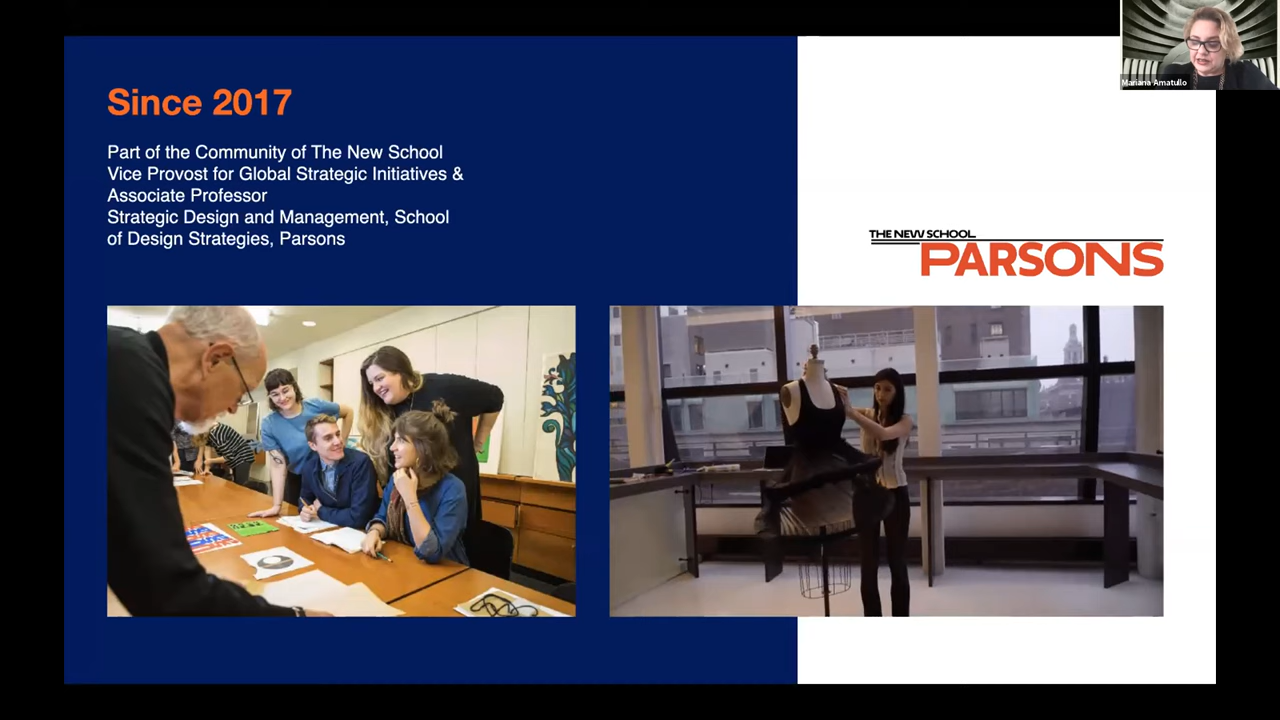 Mariana Amatullo
Since 2017
Part of the Community of The New School
Vice Provost for Global Strategic Initiatives &
Associate Professor
Strategic Design and Management, School
of Design Strategies, Parsons
THE NEW SCHOOL
PARSONS